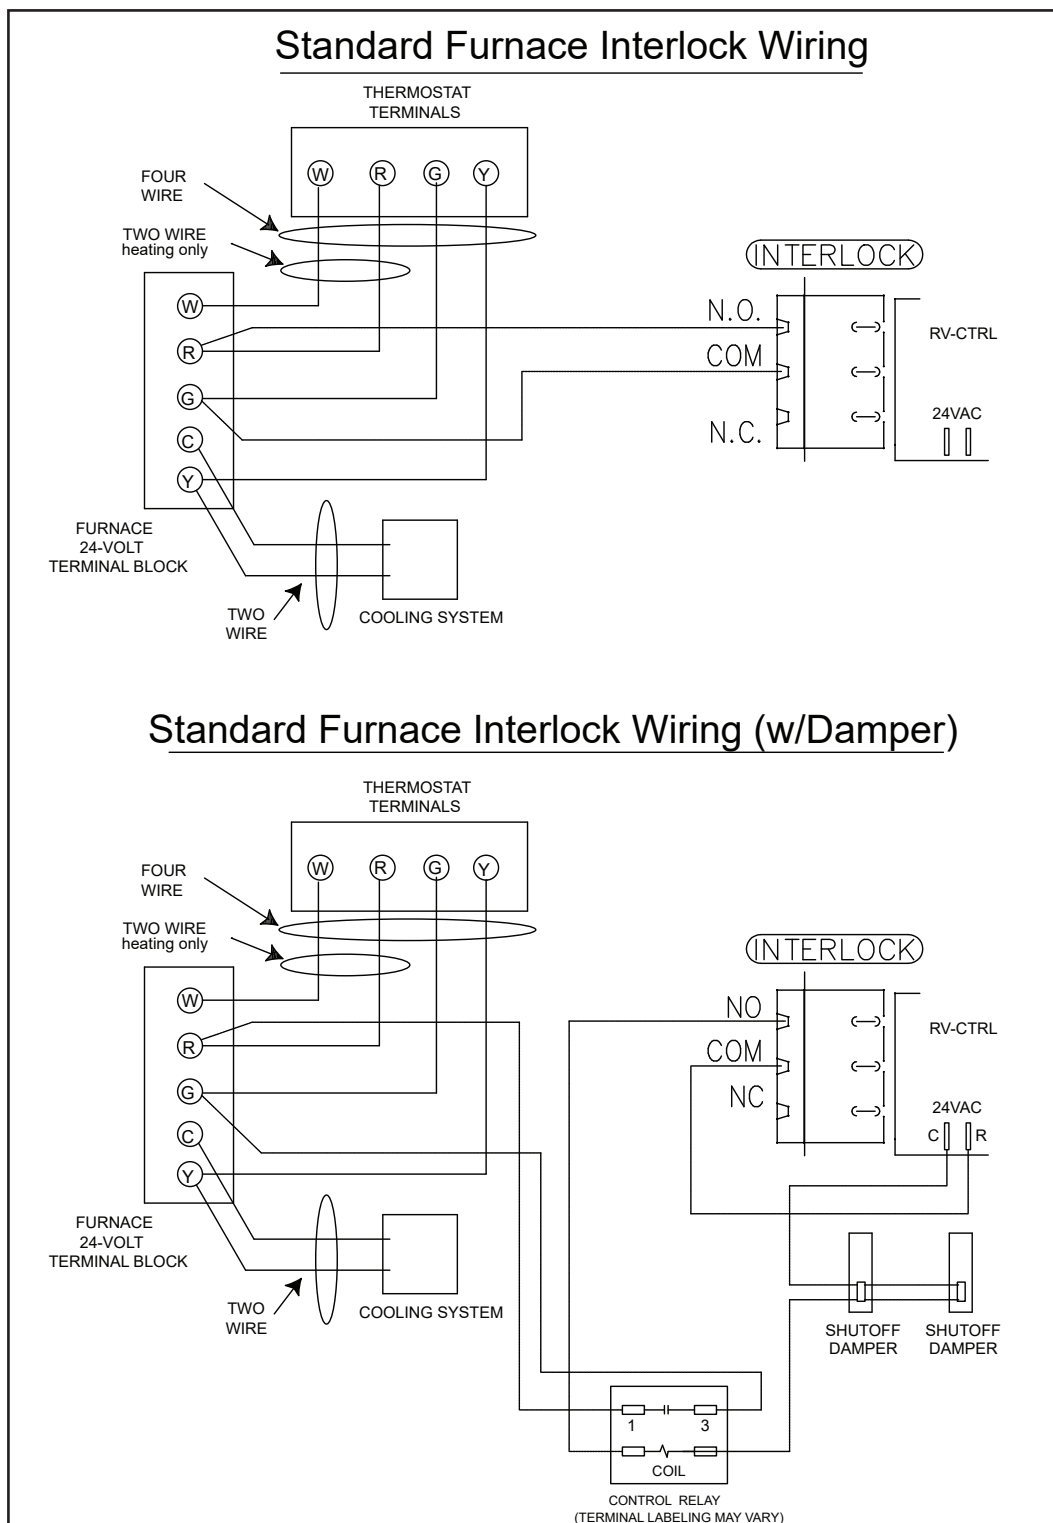 Standard Furnace Interlock Wiring
THERMOSTAT
TERMINALS
W R G Y
FOUR
WIRE
TWO WIRE
heating only
INTERLOCK
W
R
G
C
Y
N.O.
COM
N.C.
RV-CTRL
24VAC
FURNACE
24-VOLT
TERMINAL BLOCK
TWO
WIRE
COOLING SYSTEM
Standard Furnace Interlock Wiring (w/Damper)
THERMOSTAT
TERMINALS
W R G Y
FOUR
WIRE
TWO WIRE
heating only
INTERLOCK
W
R
G
C
Y
NO
COM
NC
RV-CTRL
24VAC
C R
FURNACE
24-VOLT
TERMINAL BLOCK
TWO
WIRE
COOLING SYSTEM
SHUTOFF
DAMPER
SHUTOFF
DAMPER
1 3
COIL
CONTROL RELAY
(TERMINAL LABELING MAY VARY)